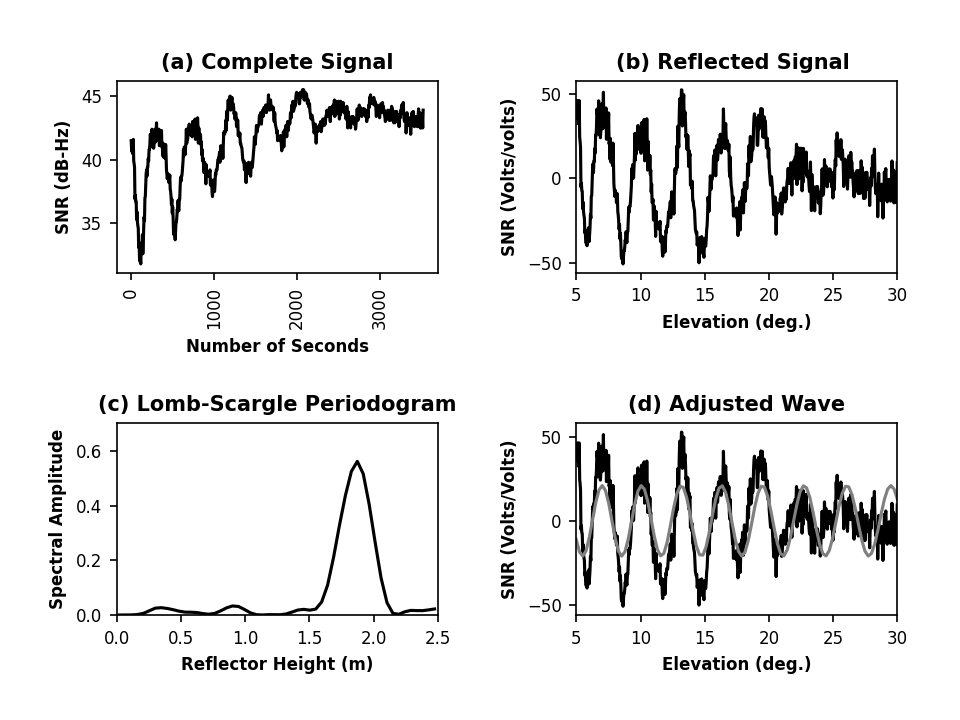 (a) Complete Signal
SNR (dB-Hz)
45
40
35
0
1000
2000
3000
Number of Seconds
(b) Reflected Signal
SNR (Volts/volts)
50
0
−50
5
10
15
20
25
30
Elevation (deg.)
(c) Lomb-Scargle Periodogram
Spectral Amplitude
0.6
0.4
0.2
0.0
0.0
0.5
1.0
1.5
2.0
2.5
Reflector Height (m)
(d) Adjusted Wave
SNR (Volts/Volts)
50
0
−50
5
10
15
20
25
30
Elevation (deg.)